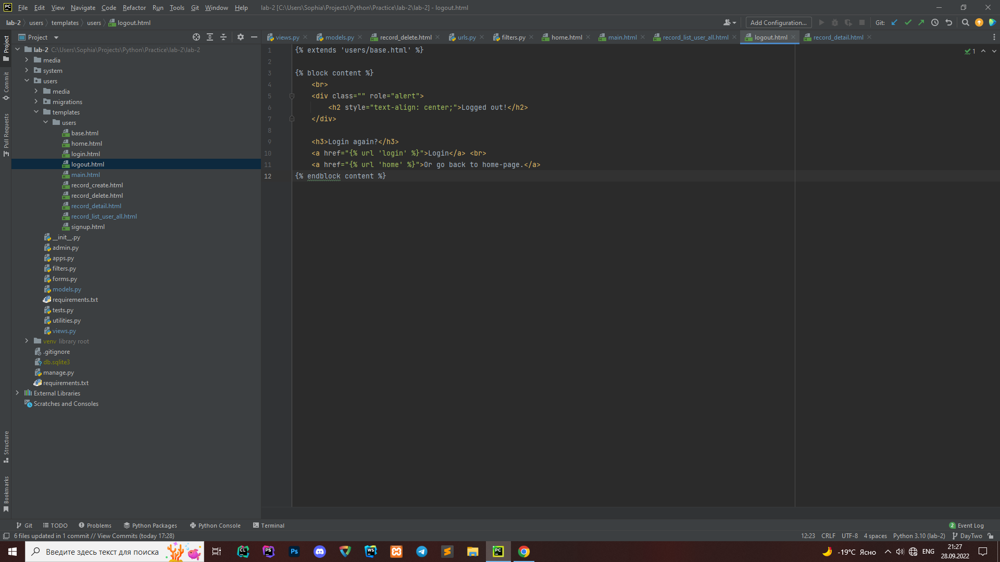 File Edit View Navigate Code Refactor Run Tools Git Window Help lab-2 [C:\Users\Sophia\Projects\Python\Practice\lab-2\lab-2] - logout.html
lab-2 users templates users logout.html
Add Configuration... Git:
Project
views.py models.py record_delete.html urls.py filters.py home.html main.html record_list_user_all.html logout.html record_detail.html
Project
Commit
Pull Requests
Structure
Bookmarks
lab-2 C:\Users\Sophia\Projects\Python\Practice\lab-2\lab-2
media
system
users
media
migrations
templates
users
base.html
home.html
login.html
logout.html
main.html
record_create.html
record_delete.html
record_detail.html
record_list_user_all.html
signup.html
__init__.py
admin.py
apps.py
filters.py
forms.py
models.py
requirements.txt
tests.py
utilities.py
views.py
venv library root
.gitignore
db.sqlite3
manage.py
requirements.txt
External Libraries
Scratches and Consoles
1 {% extends 'users/base.html' %}
2
3 {% block content %}
4 <br>
5 <div class="" role="alert">
6 <h2 style="text-align: center;">Logged out!</h2>
7 </div>
8
9 <h3>Login again?</h3>
10 <a href="{% url 'login' %}">Login</a> <br>
11 <a href="{% url 'home' %}">Or go back to home-page.</a>
12 {% endblock content %}
1
Git TODO Problems Python Packages Python Console Terminal 2 Event Log
6 files updated in 1 commit // View Commits (today 17:28) 12:23 CRLF UTF-8 4 spaces Python 3.10 (lab-2) DayTwo
Введите здесь текст для поиска
CL PS Ps WS PC
-19°C Ясно ENG
21:27
28.09.2022